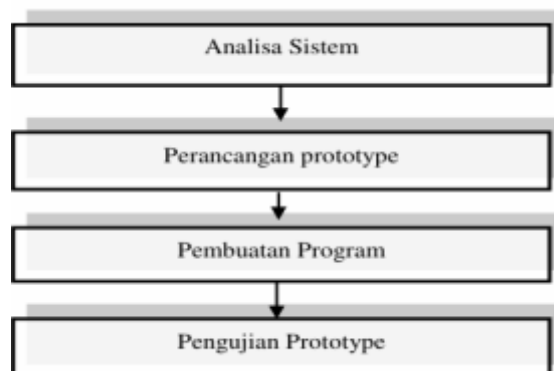 Analisa Sistem
Perancangan prototype
Pembuatan Program
Pengujian Prototype